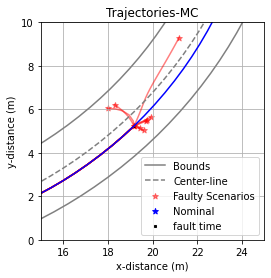 Trajectories-MC
y-distance (m)
10
8
6
4
2
0
16
18
20
22
24
x-distance (m)
Bounds
Center-line
Faulty Scenarios
Nominal
fault time